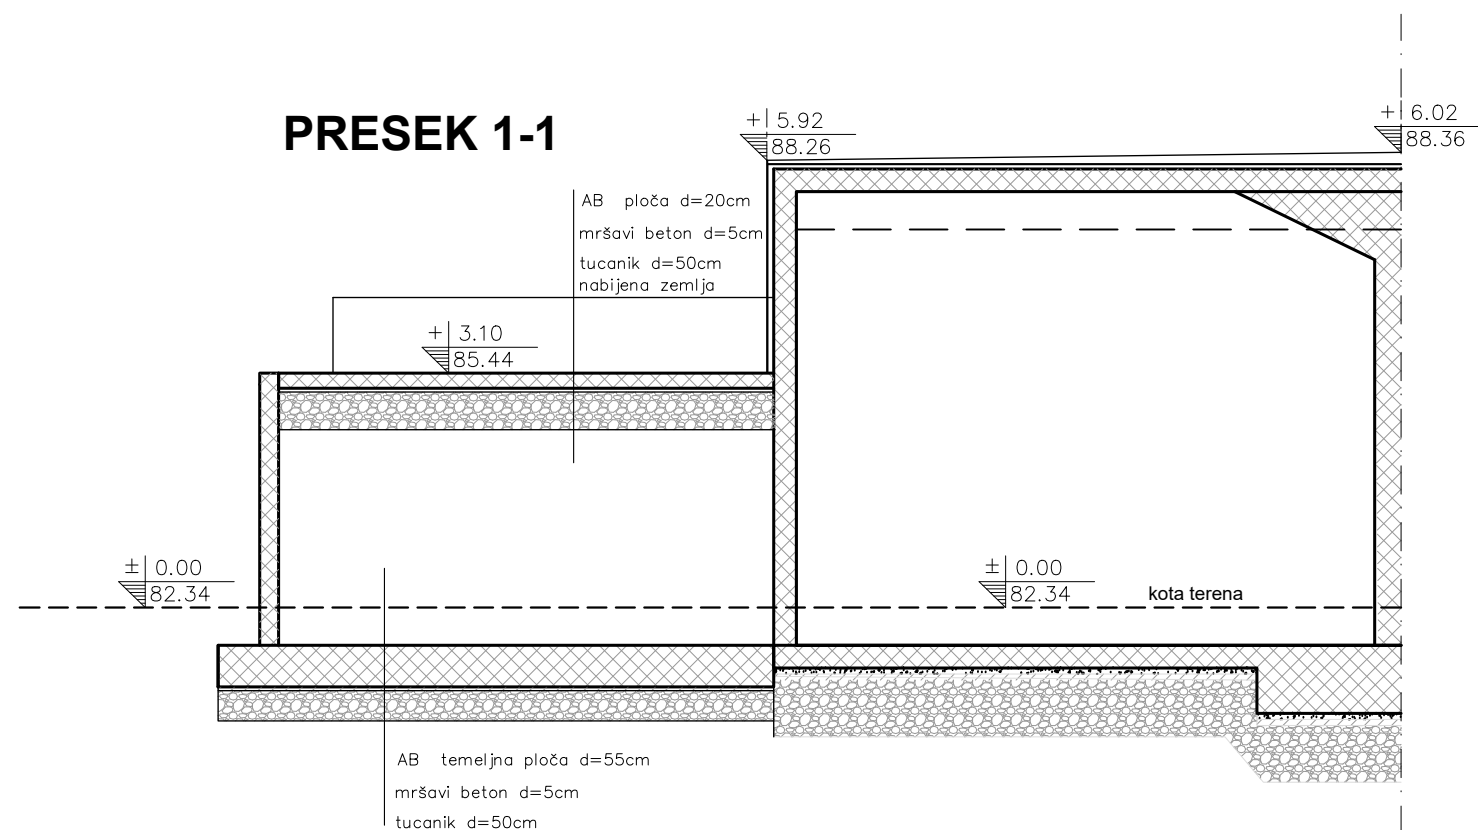 PRESEK 1-1
+ 5.92
88.26
+ 6.02
88.36
AB ploča d=20cm
mršavi beton d=5cm
tucanik d=50cm
nabijena zemlja
+ 3.10
85.44
± 0.00
82.34
± 0.00
82.34
kota terena
AB temeljna ploča d=55cm
mršavi beton d=5cm
tucanik d=50cm